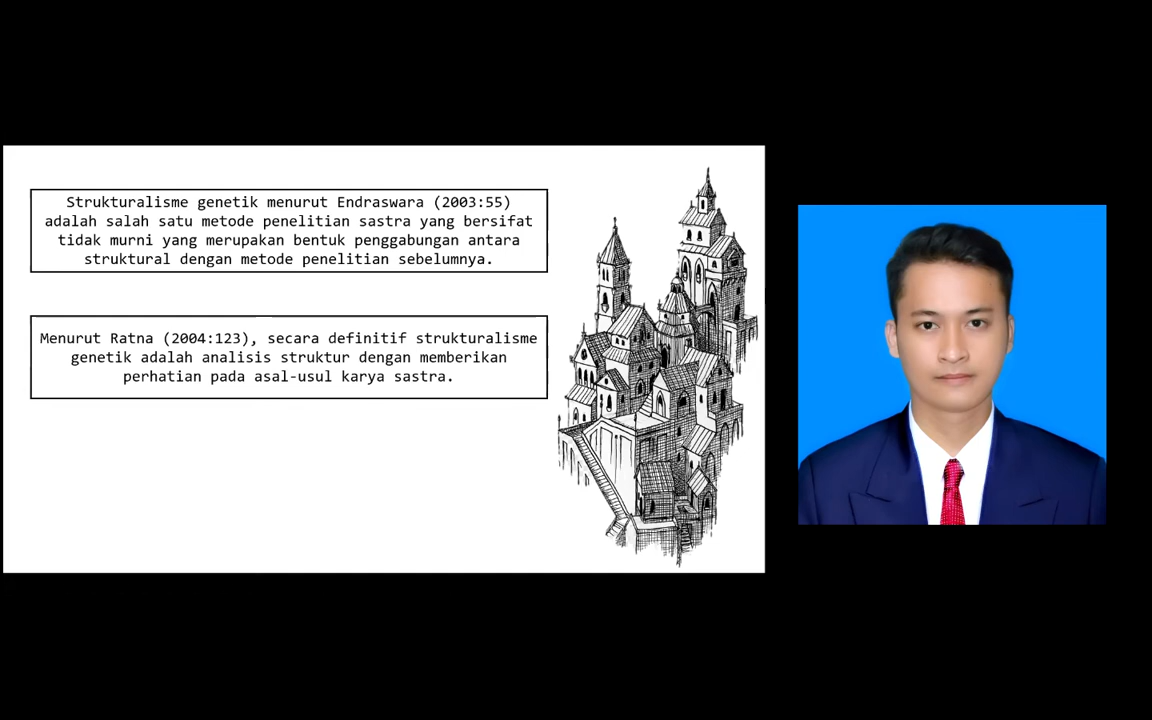 Strukturalisme genetik menurut Endraswara (2003:55)
adalah salah satu metode penelitian sastra yang bersifat
tidak murni yang merupakan bentuk penggabungan antara
struktural dengan metode penelitian sebelumnya.
Menurut Ratna (2004:123), secara definitif strukturalisme
genetik adalah analisis struktur dengan memberikan
perhatian pada asal-usul karya sastra.